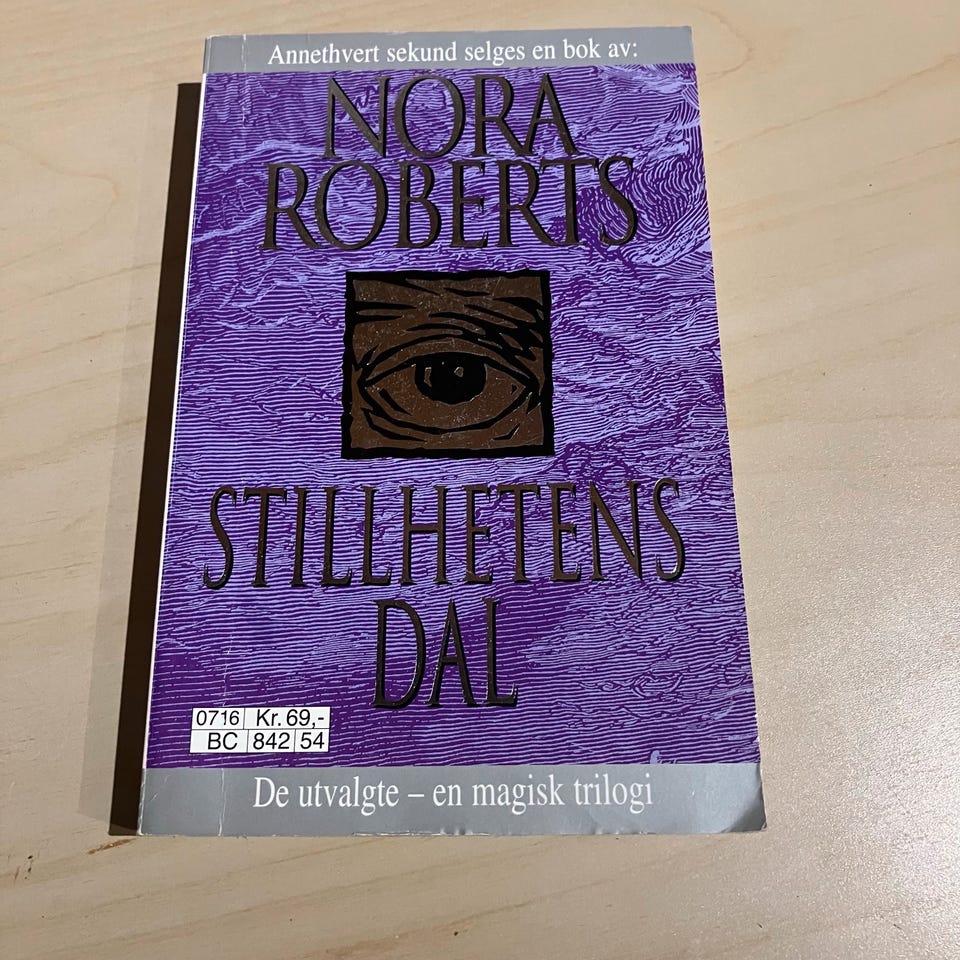 Annethvert sekund selges en bok av:
NORA
ROBERTS
STILLHETENS
DAL
0716 Kr. 69,-
BC 842 54
De utvalgte – en magisk trilogi